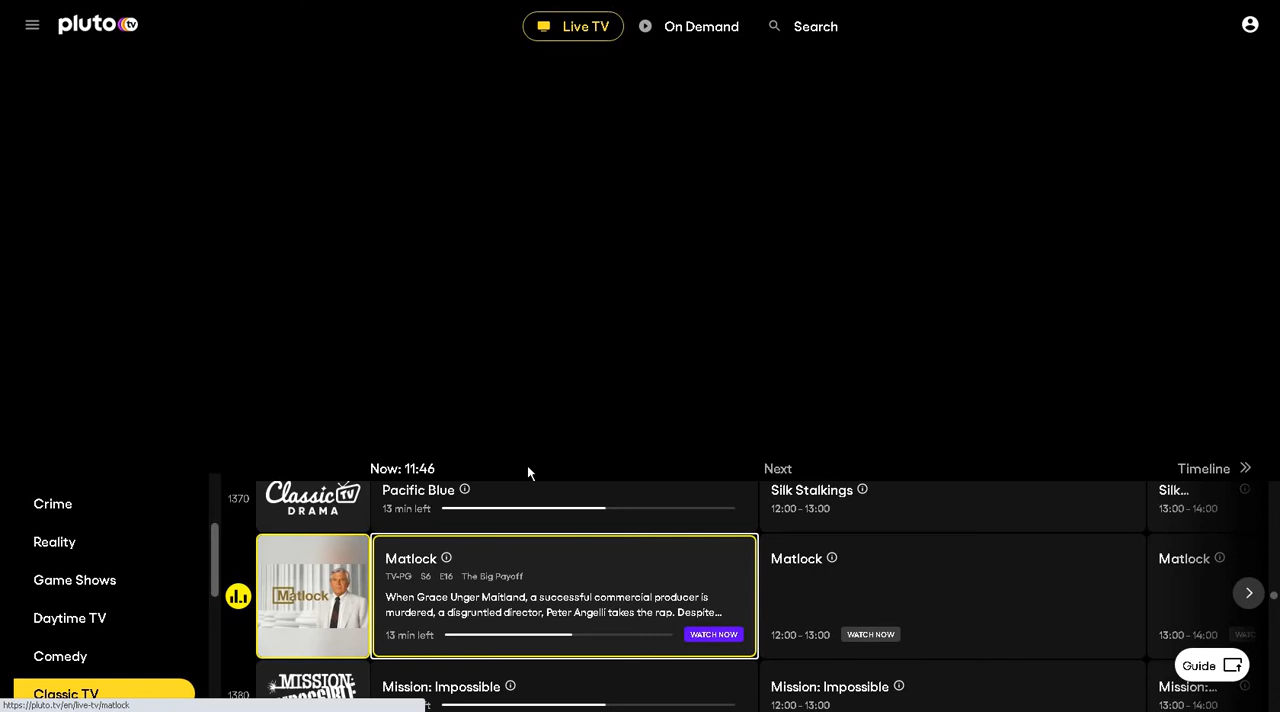 pluto tv
Live TV
On Demand
Search
Now: 11:46
Next
Timeline
Crime
Reality
Game Shows
Daytime TV
Comedy
Classic TV
1370
Classic TV
DRAMA
Pacific Blue
13 min left
Silk Stalkings
12:00 – 13:00
Silk...
13:00 – 14:00
Matlock
Matlock
TV-PG S6 E16 The Big Payoff
When Grace Unger Maitland, a successful commercial producer is
murdered, a disgruntled director, Peter Angelli takes the rap. Despite...
13 min left
WATCH NOW
Matlock
12:00 – 13:00
WATCH NOW
Matlock
13:00 – 14:00
WATC
Guide
1380
MISSION:
Mission: Impossible
Mission: Impossible
12:00 – 13:00
Mission:...
13:00 – 14:00
https://pluto.tv/en/live-tv/matlock